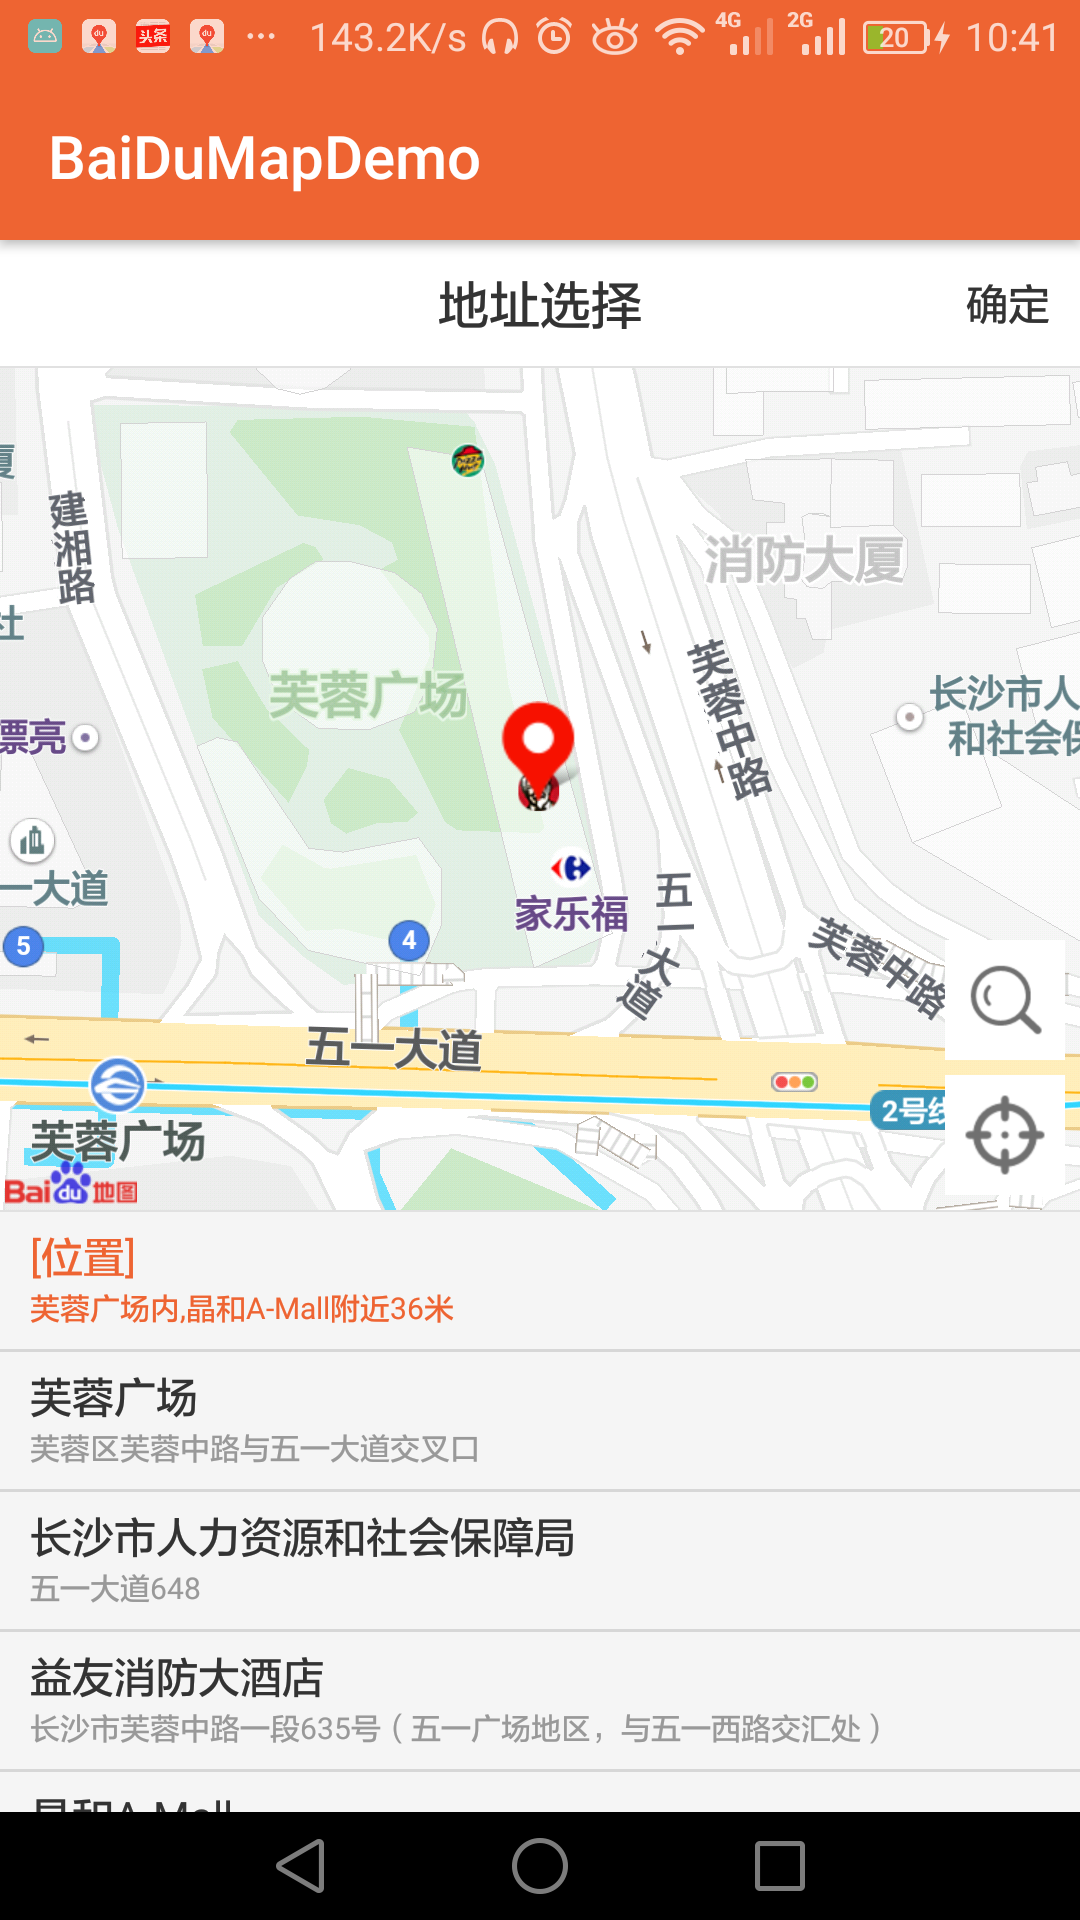 143.2K/s 4G 2G 20 10:41
BaiDuMapDemo
地址选择 确定
厦
建湘路
消防大厦
社
芙蓉广场
芙蓉中路
长沙市人
和社会保
漂亮
一大道
家乐福
五一大道
芙蓉中路
5
4
五一大道
2号线
芙蓉广场
Bai du 地图
[位置]
芙蓉广场内,晶和A-Mall附近36米
芙蓉广场
芙蓉区芙蓉中路与五一大道交叉口
长沙市人力资源和社会保障局
五一大道648
益友消防大酒店
长沙市芙蓉中路一段635号（五一广场地区，与五一西路交汇处）
晶和A-Mall